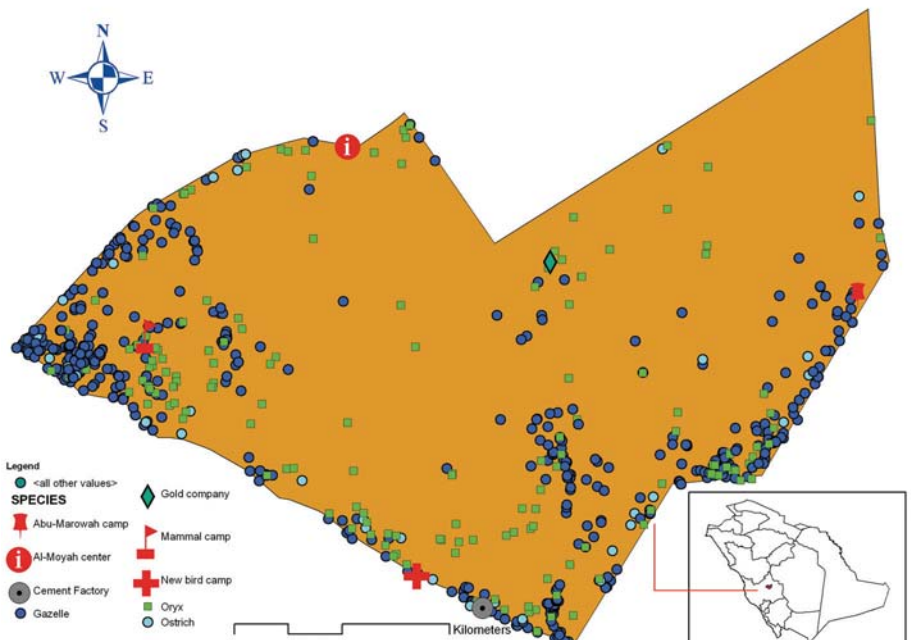 N
W E
S
i
Legend
<all other values>
SPECIES
Abu-Marowah camp
i Al-Moyah center
Cement Factory
Gazelle
Gold company
Mammal camp
New bird camp
Oryx
Ostrich
Kilometers